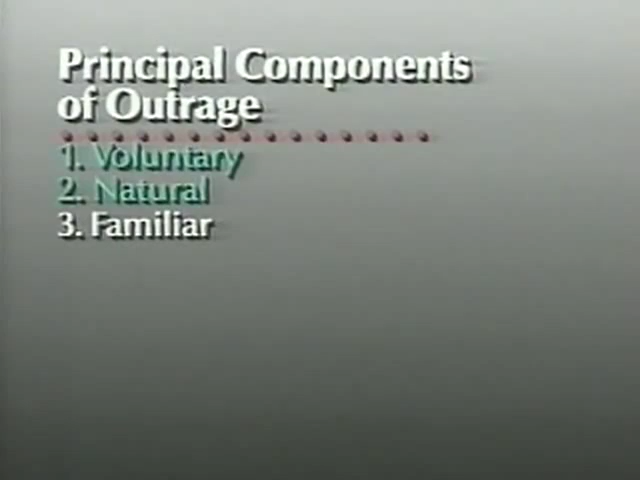 Principal Components
of Outrage
1. Voluntary
2. Natural
3. Familiar